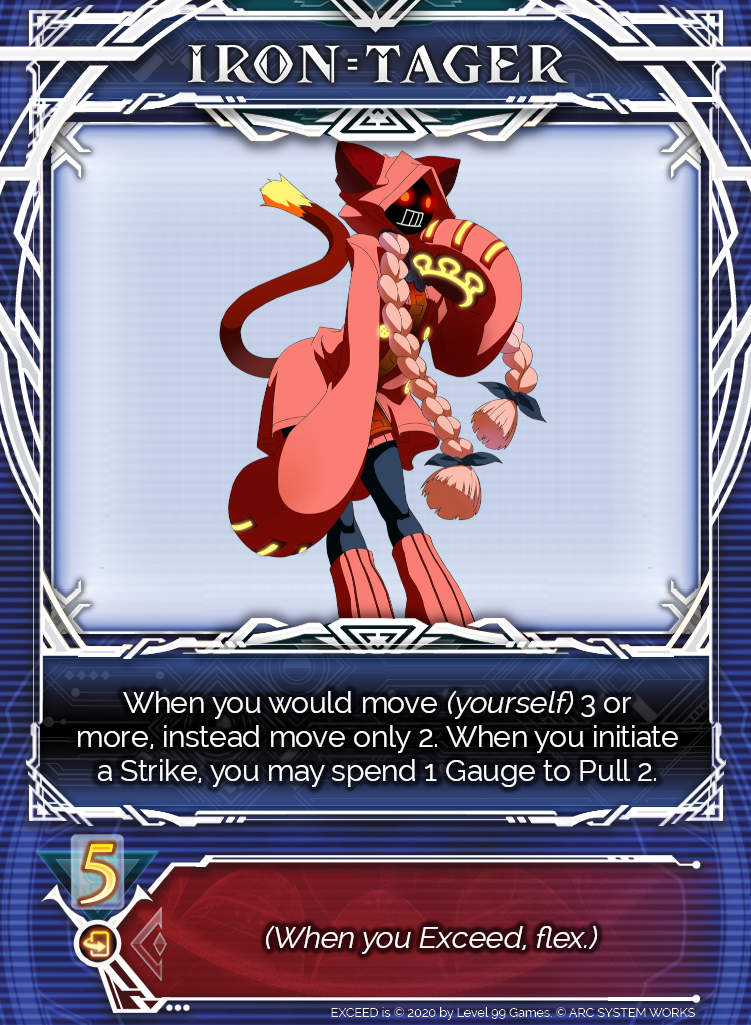 IRON=TAGER
When you would move (yourself) 3 or
more, instead move only 2. When you initiate
a Strike, you may spend 1 Gauge to Pull 2.
5
(When you Exceed, flex.)
EXCEED is © 2020 by Level 99 Games. © ARC SYSTEM WORKS